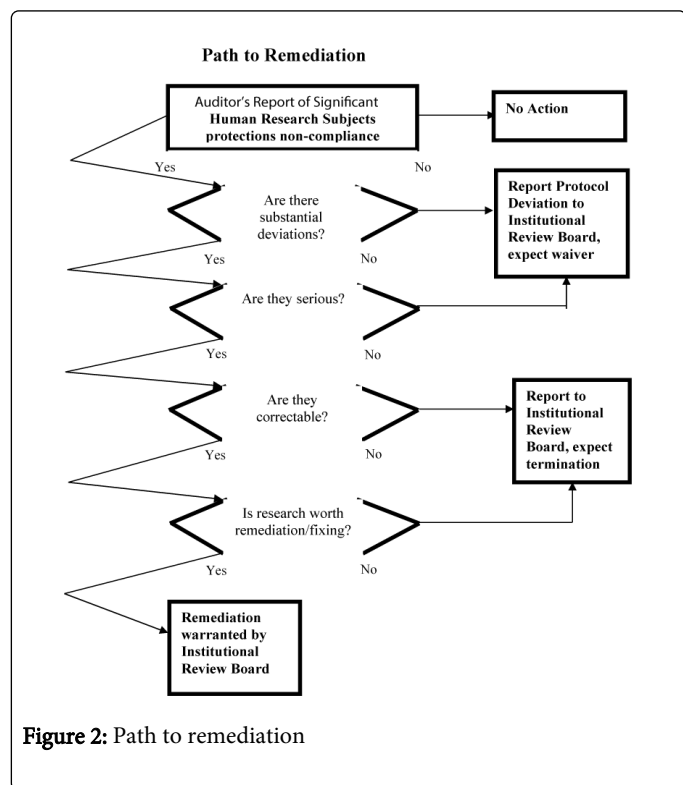 Path to Remediation
Auditor's Report of Significant
Human Research Subjects
protections non-compliance
No Action
Yes
No
Are there
substantial
deviations?
Report Protocol
Deviation to
Institutional
Review Board,
expect waiver
Yes
No
Are they serious?
Yes
No
Are they
correctable?
Report to
Institutional
Review
Board, expect
termination
Yes
No
Is research worth
remediation/fixing?
Yes
No
Remediation
warranted by
Institutional
Review Board
Figure 2: Path to remediation